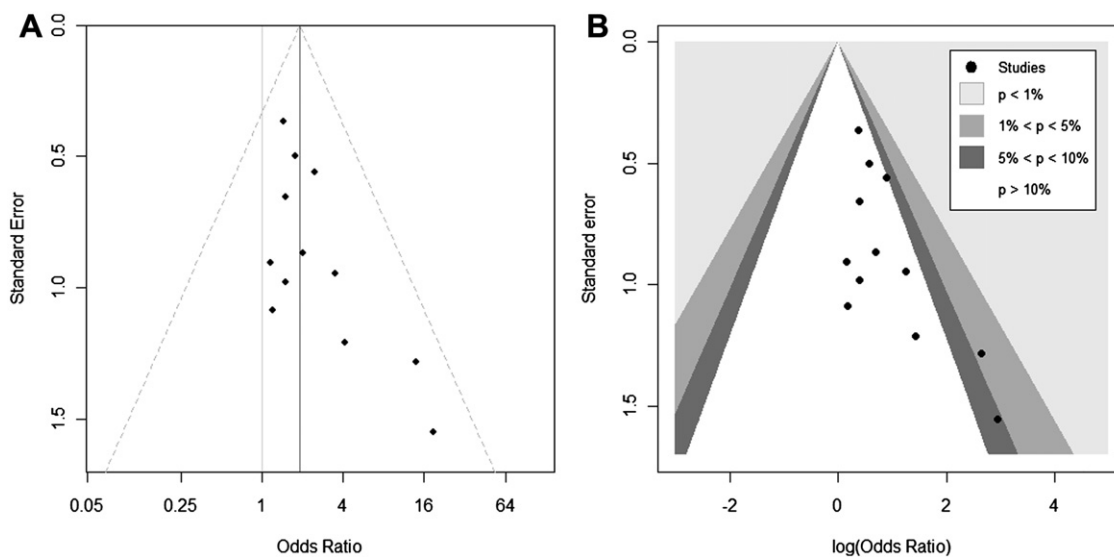 A
0.0
0.5
1.0
1.5
Standard Error
0.05
0.25
1
4
16
64
Odds Ratio
B
0.0
0.5
1.0
1.5
Standard error
Studies
p < 1%
1% < p < 5%
5% < p < 10%
p > 10%
-2
0
2
4
log(Odds Ratio)